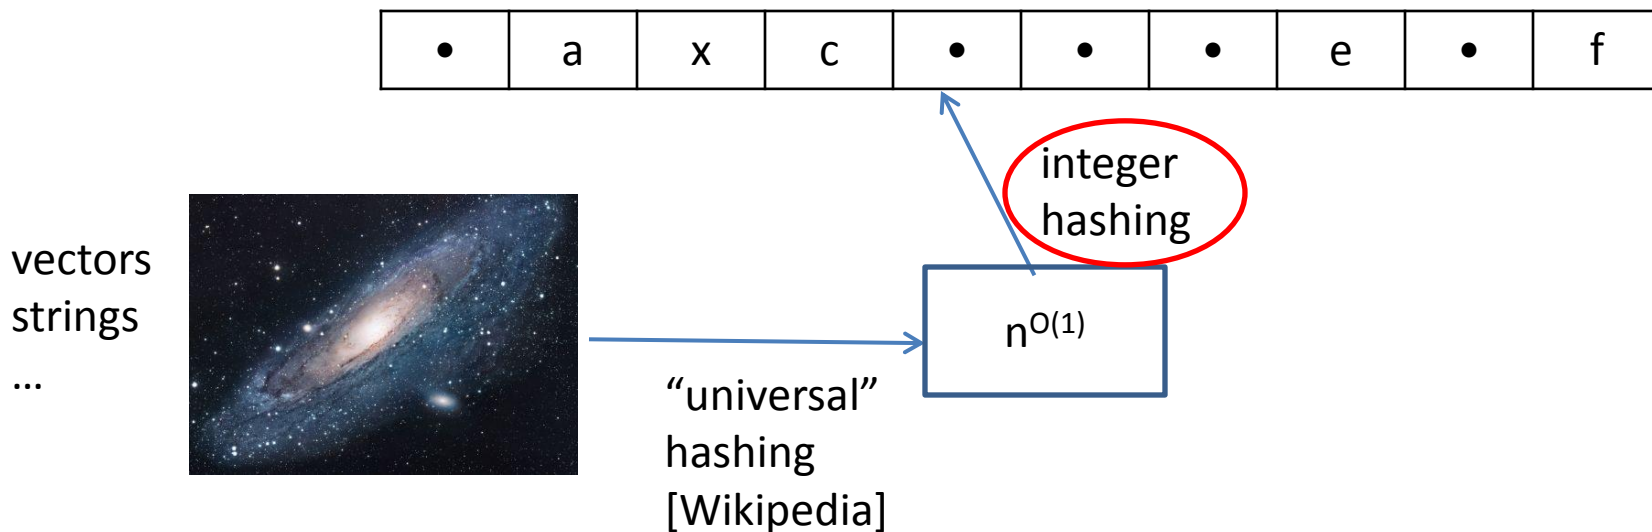 • a x c • • • e • f
integer
hashing
vectors
strings
...
n^O(1)
"universal"
hashing
[Wikipedia]